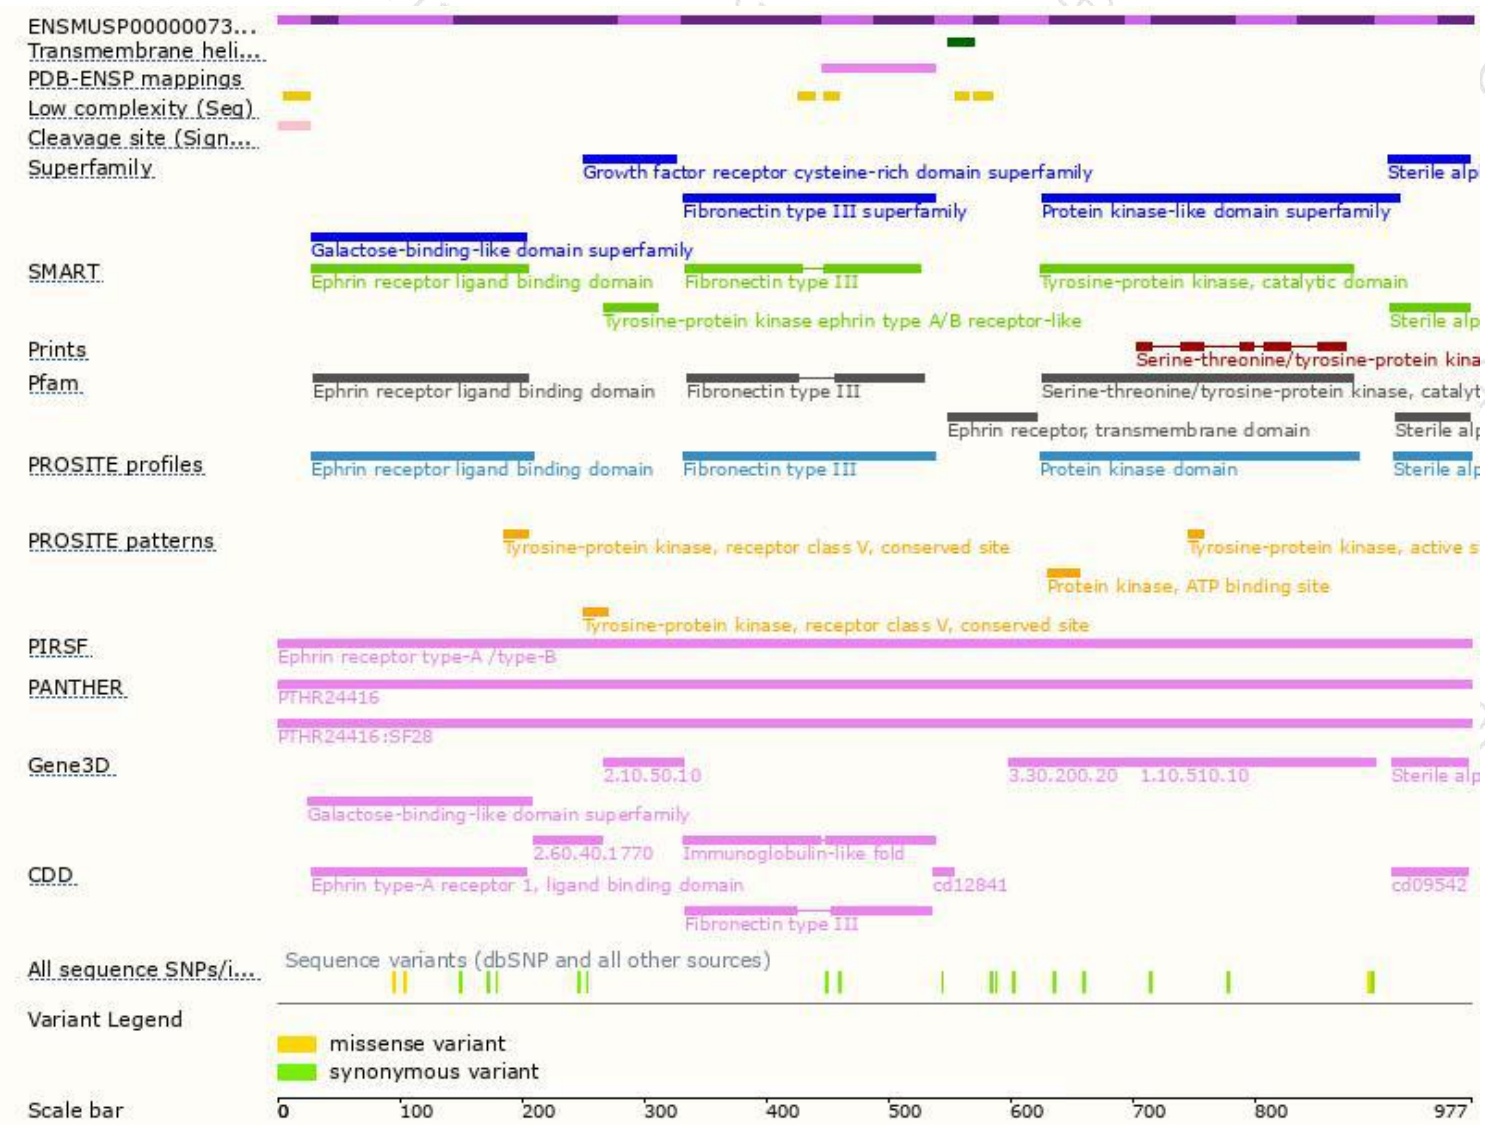 ENSMUSP00000073...
Transmembrane heli...
PDB-ENSP mappings
Low complexity (Seg)
Cleavage site (Sign...
Superfamily
Growth factor receptor cysteine-rich domain superfamily
Sterile alp
Fibronectin type III superfamily
Protein kinase-like domain superfamily
Galactose-binding-like domain superfamily
SMART
Ephrin receptor ligand binding domain
Fibronectin type III
Tyrosine-protein kinase, catalytic domain
Tyrosine-protein kinase ephrin type A/B receptor-like
Sterile alp
Prints
Serine-threonine/tyrosine-protein kina
Pfam
Ephrin receptor ligand binding domain
Fibronectin type III
Serine-threonine/tyrosine-protein kinase, catalyt
Ephrin receptor, transmembrane domain
Sterile alp
PROSITE profiles
Ephrin receptor ligand binding domain
Fibronectin type III
Protein kinase domain
Sterile alp
PROSITE patterns
Tyrosine-protein kinase, receptor class V, conserved site
Tyrosine-protein kinase, active s
Protein kinase, ATP binding site
Tyrosine-protein kinase, receptor class V, conserved site
PIRSF
Ephrin receptor type-A /type-B
PANTHER
PTHR24416
PTHR24416:SF28
Gene3D
2.10.50.10
3.30.200.20
1.10.510.10
Sterile alp
Galactose-binding-like domain superfamily
2.60.40.1770
Immunoglobulin-like fold
CDD
Ephrin type-A receptor 1, ligand binding domain
cd12841
cd09542
Fibronectin type III
All sequence SNPs/i...
Sequence variants (dbSNP and all other sources)
Variant Legend
missense variant
synonymous variant
Scale bar
0 100 200 300 400 500 600 700 800 977